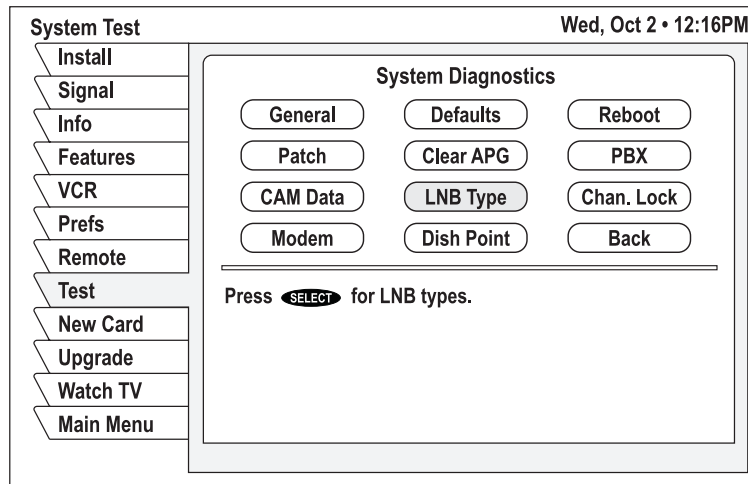 System Test
Wed, Oct 2 • 12:16PM
Install
Signal
Info
Features
VCR
Prefs
Remote
Test
New Card
Upgrade
Watch TV
Main Menu
System Diagnostics
General Defaults Reboot
Patch Clear APG PBX
CAM Data LNB Type Chan. Lock
Modem Dish Point Back
Press SELECT for LNB types.